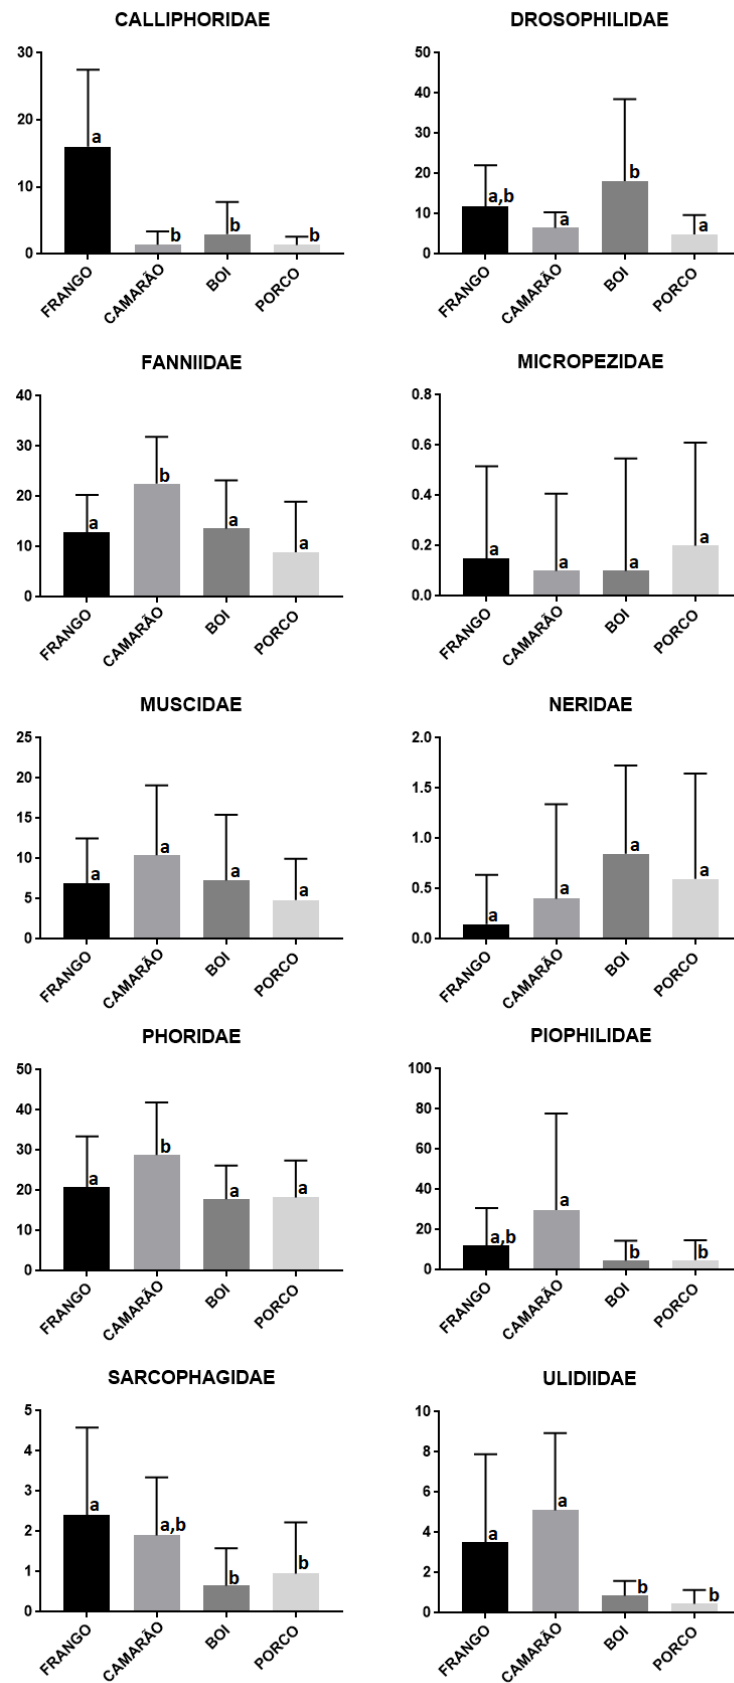 CALLIPHORIDAE
30
20
10
0
a
b
b
b
FRANGO
CAMARÃO
BOI
PORCO
DROSOPHILIDAE
50
40
30
20
10
0
a,b
a
b
a
FRANGO
CAMARÃO
BOI
PORCO
FANNIIDAE
40
30
20
10
0
a
b
a
a
FRANGO
CAMARÃO
BOI
PORCO
MICROPEZIDAE
0.8
0.6
0.4
0.2
0.0
a
a
a
a
FRANGO
CAMARÃO
BOI
PORCO
MUSCIDAE
25
20
15
10
5
0
a
a
a
a
FRANGO
CAMARÃO
BOI
PORCO
NERIDAE
2.0
1.5
1.0
0.5
0.0
a
a
a
a
FRANGO
CAMARÃO
BOI
PORCO
PHORIDAE
50
40
30
20
10
0
a
b
a
a
FRANGO
CAMARÃO
BOI
PORCO
PIOPHILIDAE
100
80
60
40
20
0
a,b
a
b
b
FRANGO
CAMARÃO
BOI
PORCO
SARCOPHAGIDAE
5
4
3
2
1
0
a
a,b
b
b
FRANGO
CAMARÃO
BOI
PORCO
ULIDIIDAE
10
8
6
4
2
0
a
a
b
b
FRANGO
CAMARÃO
BOI
PORCO